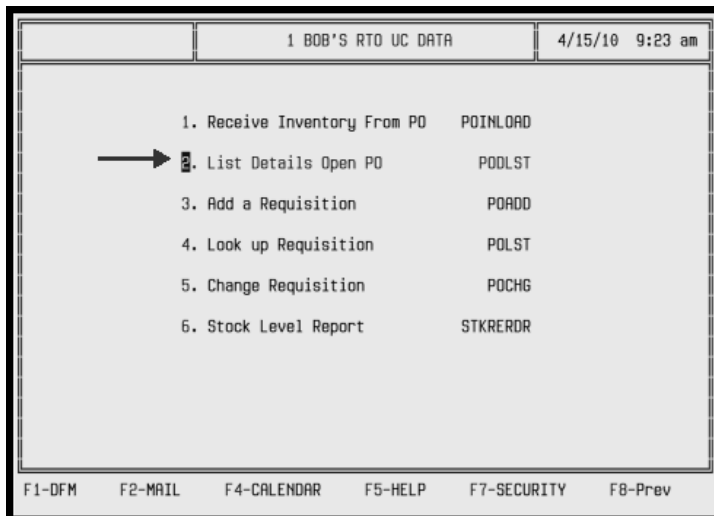 1 BOB'S RTO UC DATA 4/15/10 9:23 am
1. Receive Inventory From PO POINLOAD
2. List Details Open PO PODLST
3. Add a Requisition POADD
4. Look up Requisition POLST
5. Change Requisition POCHG
6. Stock Level Report STKRERDR
F1-DFM F2-MAIL F4-CALENDAR F5-HELP F7-SECURITY F8-Prev